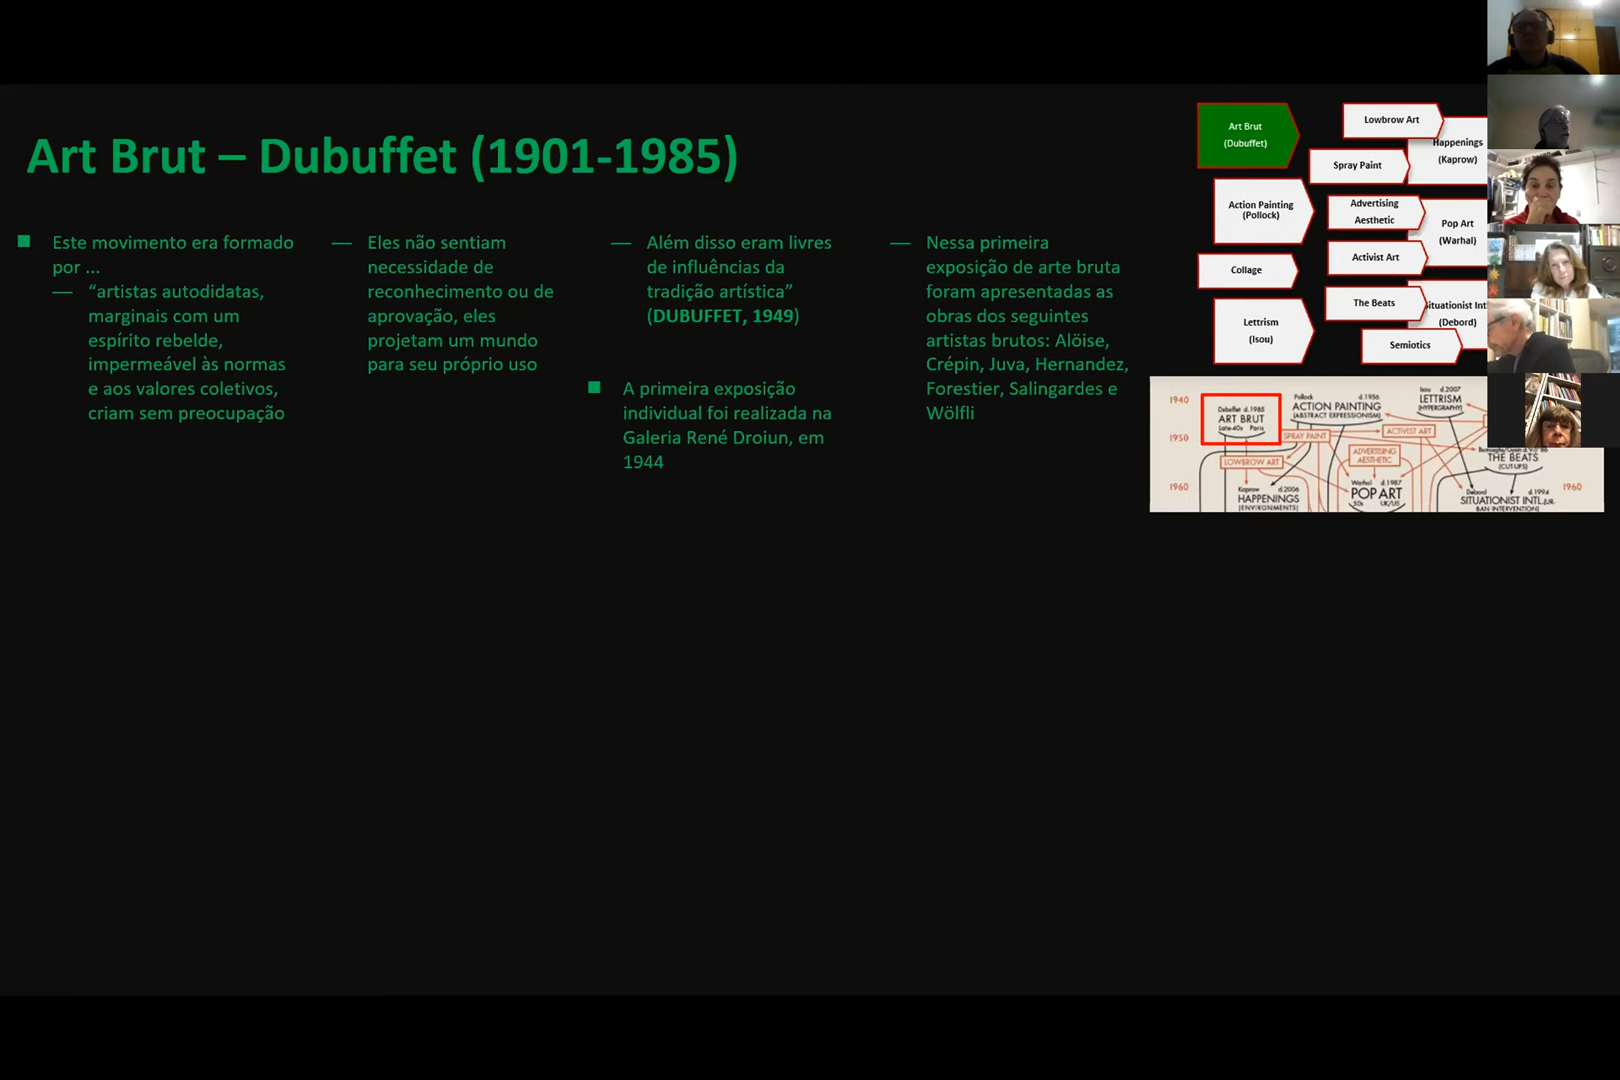 Art Brut – Dubuffet (1901-1985)
■ Este movimento era formado
por ...
— “artistas autodidatas,
marginais com um
espírito rebelde,
impermeável às normas
e aos valores coletivos,
criam sem preocupação
— Eles não sentiam
necessidade de
reconhecimento ou de
aprovação, eles
projetam um mundo
para seu próprio uso
— Além disso eram livres
de influências da
tradição artística”
(DUBUFFET, 1949)
■ A primeira exposição
individual foi realizada na
Galeria René Droiun, em
1944
— Nessa primeira
exposição de arte bruta
foram apresentadas as
obras dos seguintes
artistas brutos: Alöise,
Crépin, Juva, Hernandez,
Forestier, Salingardes e
Wölfli
Art Brut
(Dubuffet)
Lowbrow Art
Happenings
(Kaprow)
Spray Paint
Action Painting
(Pollock)
Advertising
Aesthetic
Pop Art
(Warhal)
Activist Art
Collage
The Beats
Situationist Int
(Debord)
Lettrism
(Isou)
Semiotics
1940
Dubuffet d.1985
ART BRUT
Late-40s Paris
Pollock d.1956
ACTION PAINTING
(ABSTRACT EXPRESSIONISM)
Isou d.2007
LETTRISM
(HYPERGRAPHY)
1950
SPRAY PAINT
ACTIVIST ART
LOWBROW ART
ADVERTISING
AESTHETIC
THE BEATS
(CUT-UPS)
1960
Kaprow d.2006
HAPPENINGS
(ENVIRONMENTS)
Warhol d.1987
POP ART
50s UK/US
Debord d.1994
SITUATIONIST INTL.
BAN INTERVENTION)
1960